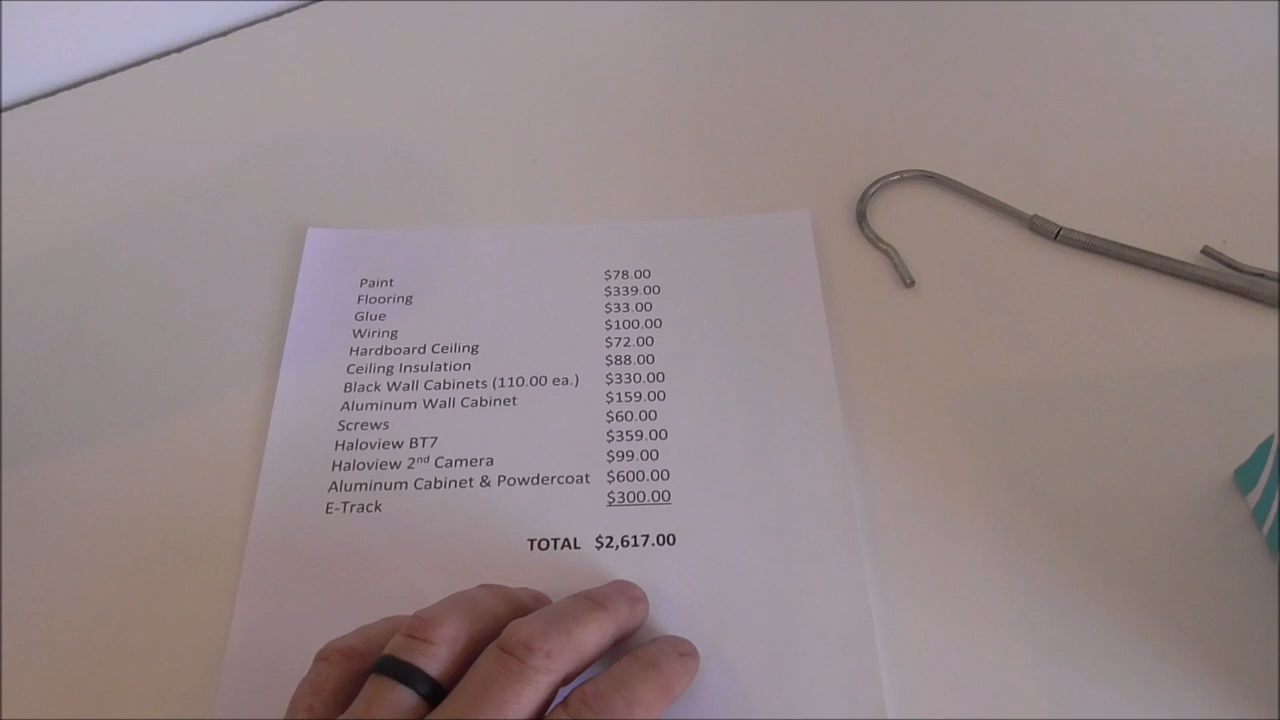 Paint $78.00
Flooring $339.00
Glue $33.00
Wiring $100.00
Hardboard Ceiling $72.00
Ceiling Insulation $88.00
Black Wall Cabinets (110.00 ea.) $330.00
Aluminum Wall Cabinet $159.00
Screws $60.00
Haloview BT7 $359.00
Haloview 2nd Camera $99.00
Aluminum Cabinet & Powdercoat $600.00
E-Track $300.00
TOTAL $2,617.00